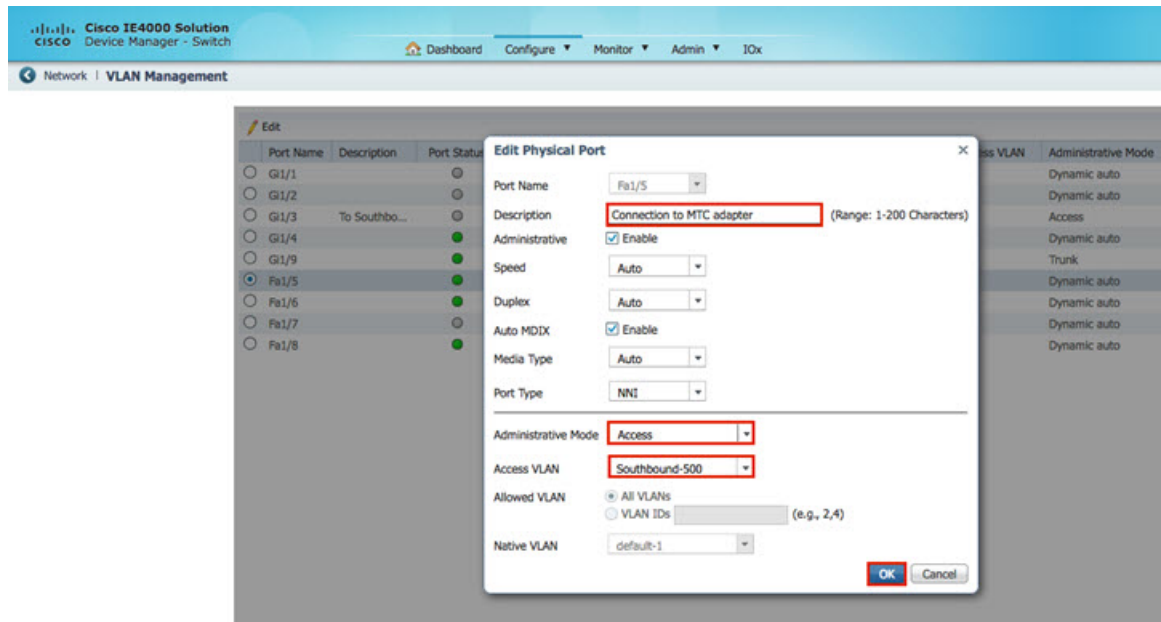 Cisco IE4000 Solution
CISCO Device Manager - Switch
Dashboard Configure ▼ Monitor ▼ Admin ▼ IOx
Network | VLAN Management
Edit
Port Name Description Port Status ess VLAN Administrative Mode
Gi1/1 Dynamic auto
Gi1/2 Dynamic auto
Gi1/3 To Southbo... Access
Gi1/4 Dynamic auto
Gi1/9 Trunk
Fa1/5 Dynamic auto
Fa1/6 Dynamic auto
Fa1/7 Dynamic auto
Fa1/8 Dynamic auto
Edit Physical Port ×
Port Name Fa1/5
Description Connection to MTC adapter (Range: 1-200 Characters)
Administrative Enable
Speed Auto
Duplex Auto
Auto MDIX Enable
Media Type Auto
Port Type NNI
Administrative Mode Access
Access VLAN Southbound-500
Allowed VLAN All VLANs
VLAN IDs (e.g., 2,4)
Native VLAN default-1
OK Cancel